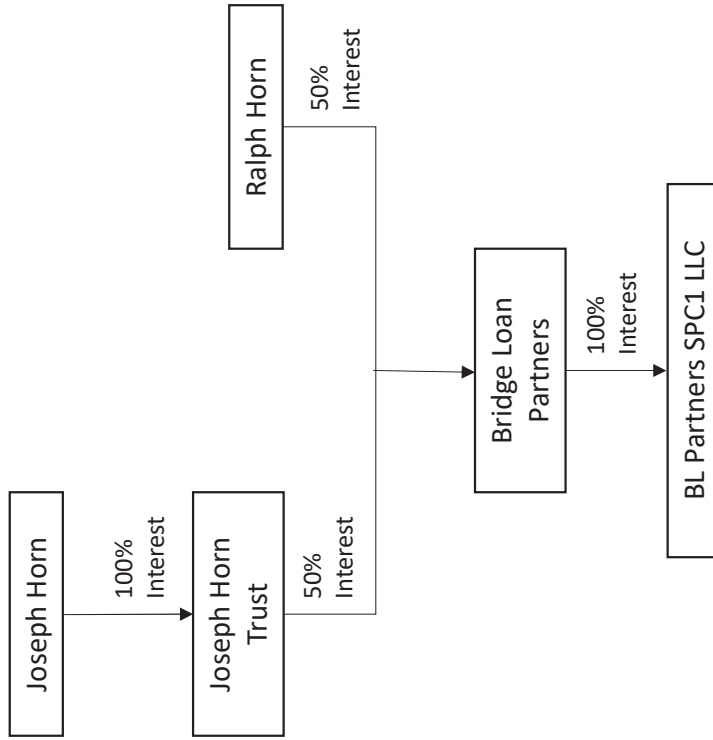 Joseph Horn
100%
Interest
Joseph Horn
Trust
50%
Interest
Ralph Horn
50%
Interest
Bridge Loan
Partners
100%
Interest
BL Partners SPC1 LLC